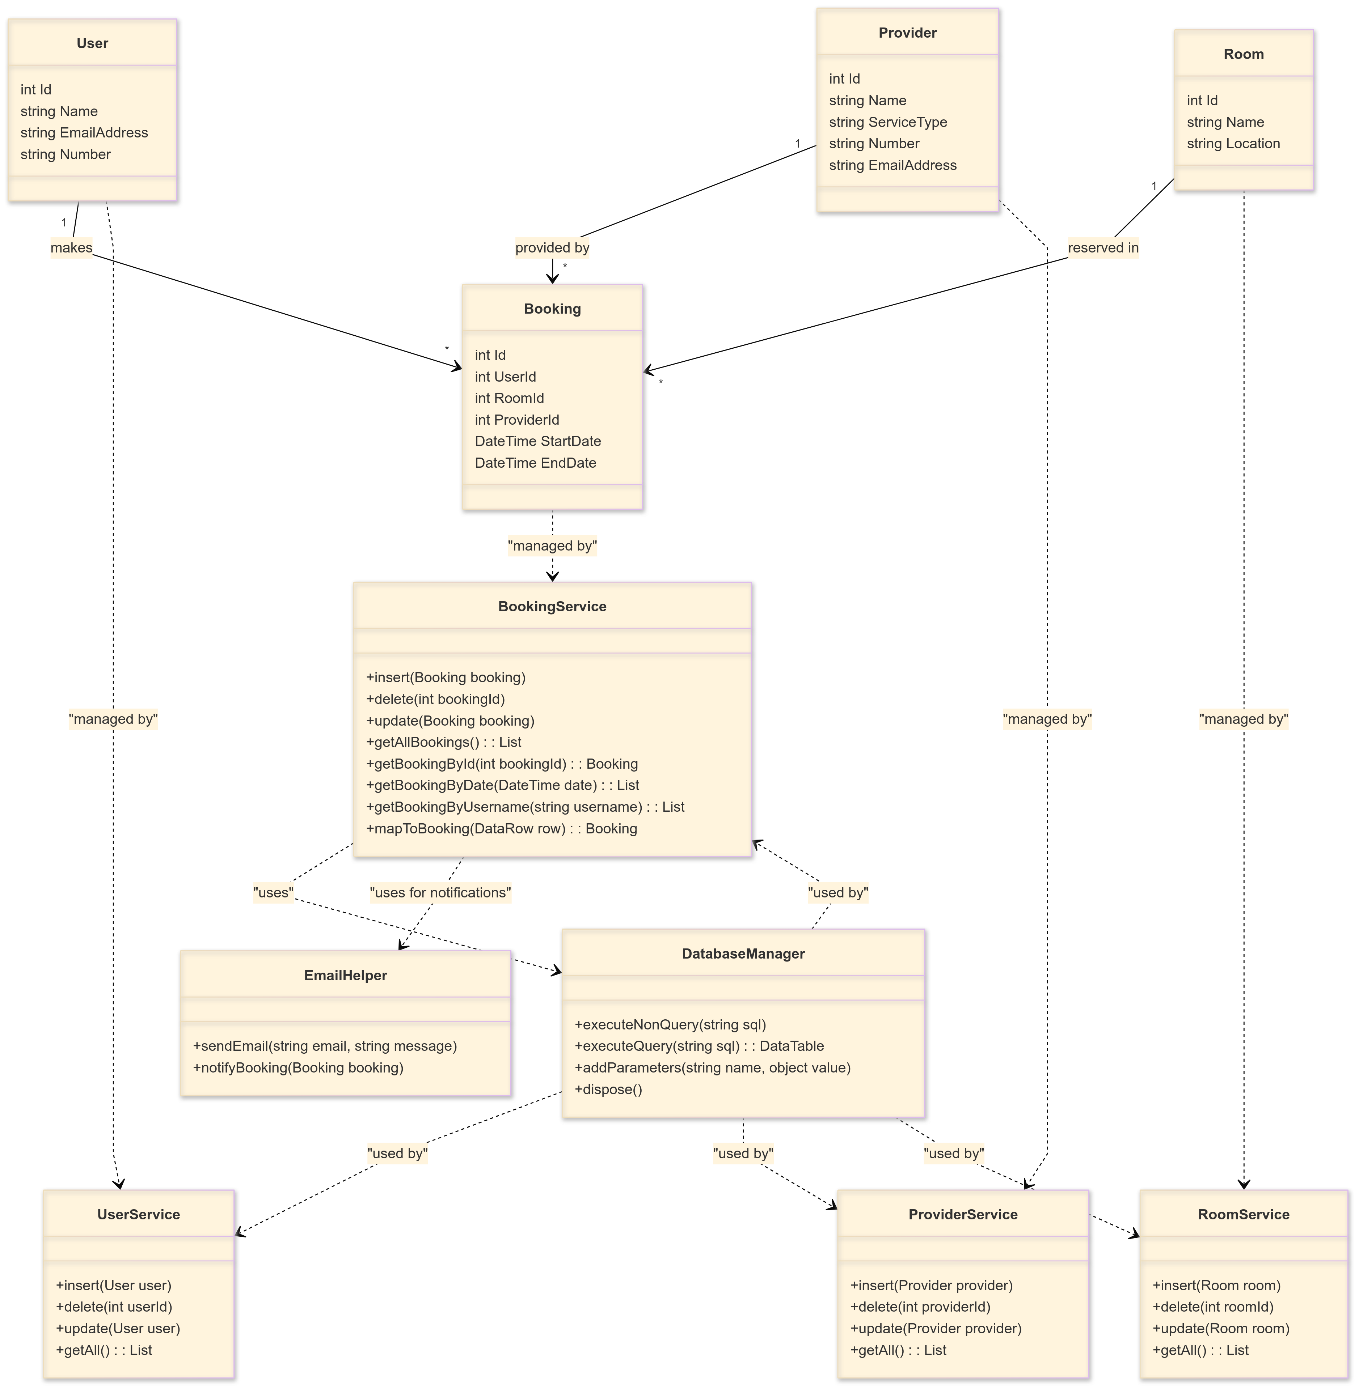 User
int Id
string Name
string EmailAddress
string Number
Provider
int Id
string Name
string ServiceType
string Number
string EmailAddress
Room
int Id
string Name
string Location
1
makes
*
1
provided by
*
1
reserved in
*
Booking
int Id
int UserId
int RoomId
int ProviderId
DateTime StartDate
DateTime EndDate
"managed by"
BookingService
+insert(Booking booking)
+delete(int bookingId)
+update(Booking booking)
+getAllBookings() : : List
+getBookingById(int bookingId) : : Booking
+getBookingByDate(DateTime date) : : List
+getBookingByUsername(string username) : : List
+mapToBooking(DataRow row) : : Booking
"managed by"
"managed by"
"managed by"
"uses"
"uses for notifications"
"used by"
EmailHelper
+sendEmail(string email, string message)
+notifyBooking(Booking booking)
DatabaseManager
+executeNonQuery(string sql)
+executeQuery(string sql) : : DataTable
+addParameters(string name, object value)
+dispose()
"used by"
"used by"
"used by"
UserService
+insert(User user)
+delete(int userId)
+update(User user)
+getAll() : : List
ProviderService
+insert(Provider provider)
+delete(int providerId)
+update(Provider provider)
+getAll() : : List
RoomService
+insert(Room room)
+delete(int roomId)
+update(Room room)
+getAll() : : List